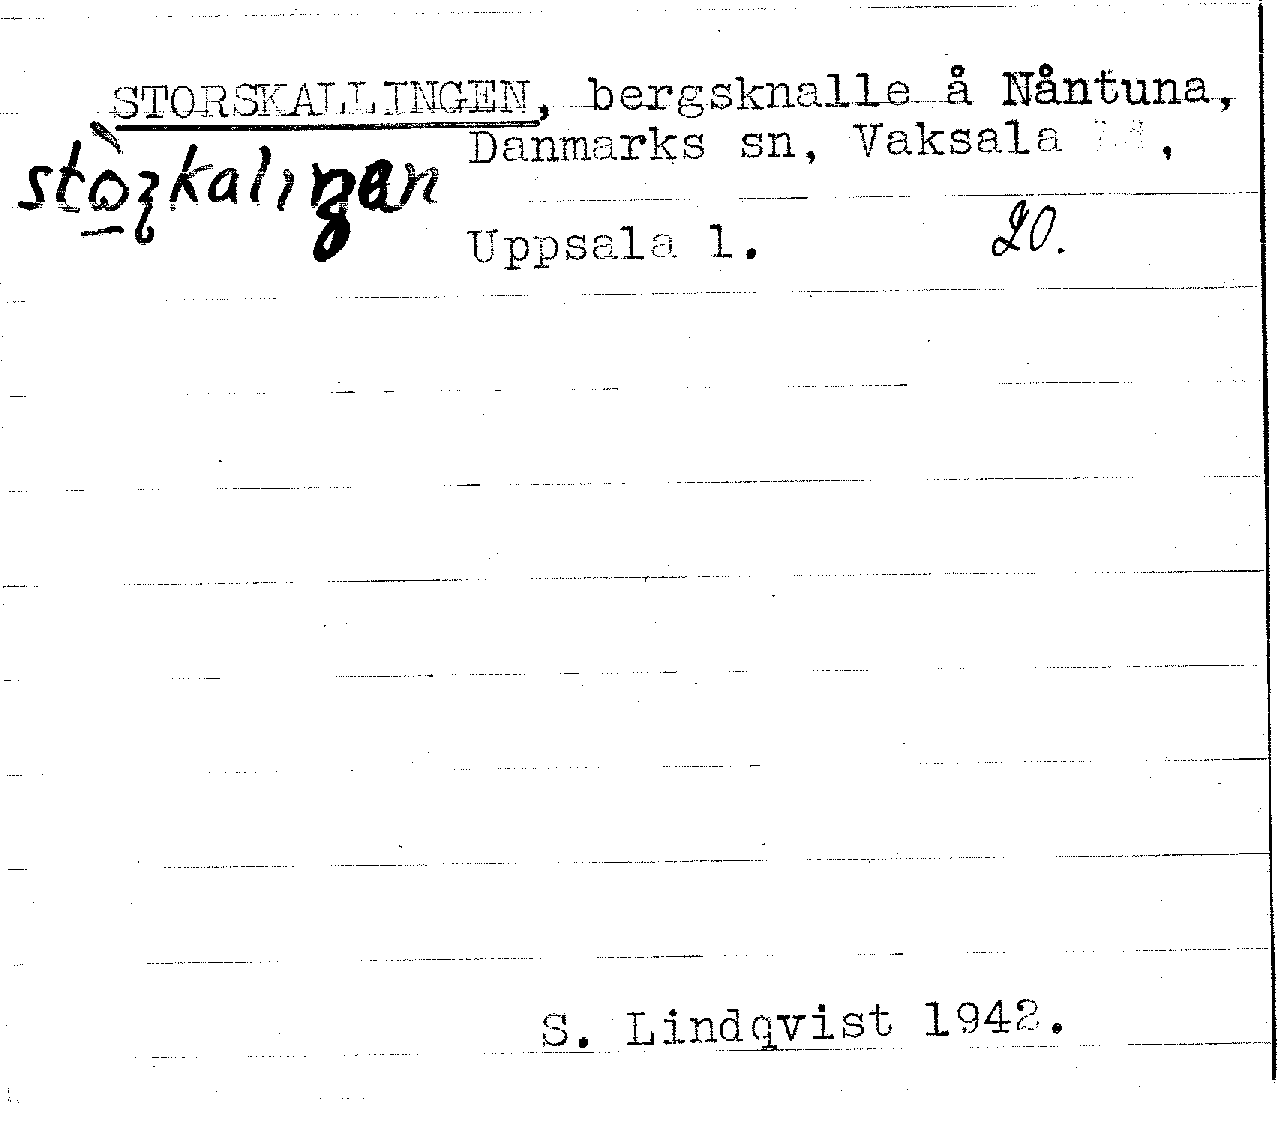 STORSKALLINGEN, bergsknalle å Nåntuna,
Danmarks sn, Vaksala ,
Uppsala l. 20.
S. Lindqvist 1942.